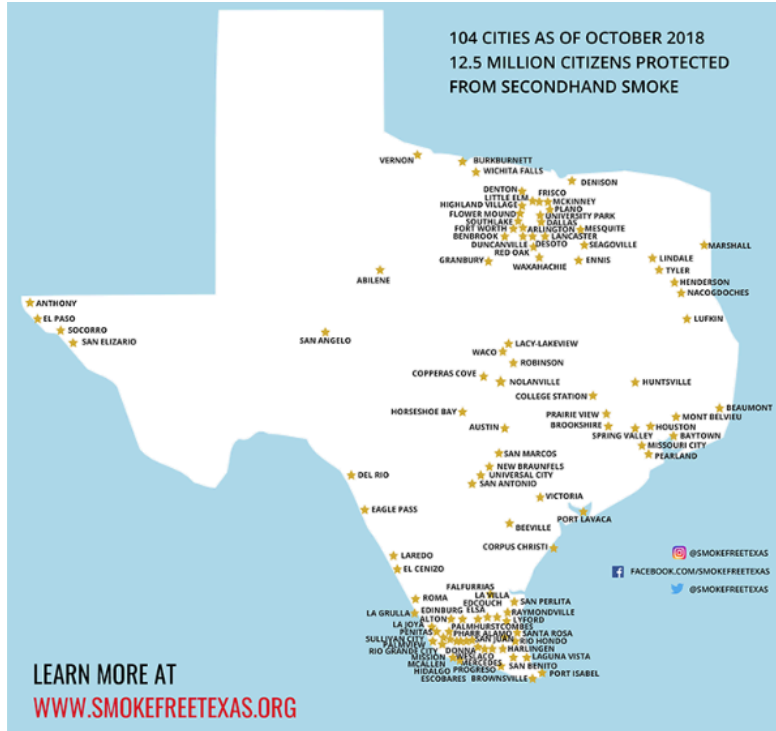 104 CITIES AS OF OCTOBER 2018
12.5 MILLION CITIZENS PROTECTED
FROM SECONDHAND SMOKE
VERNON
BURKBURNETT
WICHITA FALLS
DENISON
DENTON
FRISCO
LITTLE ELM
MCKINNEY
HIGHLAND VILLAGE
PLANO
FLOWER MOUND
UNIVERSITY PARK
SOUTHLAKE
DALLAS
FORT WORTH
ARLINGTON
MESQUITE
BENBROOK
LANCASTER
DUNCANVILLE
DESOTO
SEAGOVILLE
MARSHALL
RED OAK
GRANBURY
WAXAHACHIE
ENNIS
LINDALE
TYLER
ABILENE
HENDERSON
NACOGDOCHES
ANTHONY
EL PASO
LUFKIN
SOCORRO
SAN ELIZARIO
SAN ANGELO
LACY-LAKEVIEW
WACO
ROBINSON
COPPERAS COVE
NOLANVILLE
HUNTSVILLE
COLLEGE STATION
HORSESHOE BAY
PRAIRIE VIEW
BEAUMONT
MONT BELVIEU
AUSTIN
BROOKSHIRE
HOUSTON
SPRING VALLEY
BAYTOWN
MISSOURI CITY
SAN MARCOS
PEARLAND
NEW BRAUNFELS
DEL RIO
UNIVERSAL CITY
SAN ANTONIO
VICTORIA
EAGLE PASS
PORT LAVACA
BEEVILLE
CORPUS CHRISTI
LAREDO
@SMOKEFREETEXAS
EL CENIZO
FACEBOOK.COM/SMOKEFREETEXAS
FALFURRIAS
@SMOKEFREETEXAS
ROMA
LA VILLA
EDCOUCH
SAN PERLITA
LA GRULLA
EDINBURG
ELSA
RAYMONDVILLE
ALTON
LYFORD
LA JOYA
PALMHURST
COMBES
PENITAS
PHARR
ALAMO
SANTA ROSA
SULLIVAN CITY
SAN JUAN
RIO HONDO
PALMVIEW
DONNA
HARLINGEN
RIO GRANDE CITY
MISSION
WESLACO
LAGUNA VISTA
MCALLEN
MERCEDES
SAN BENITO
HIDALGO
PROGRESO
PORT ISABEL
ESCOBARES
BROWNSVILLE
LEARN MORE AT
WWW.SMOKEFREETEXAS.ORG